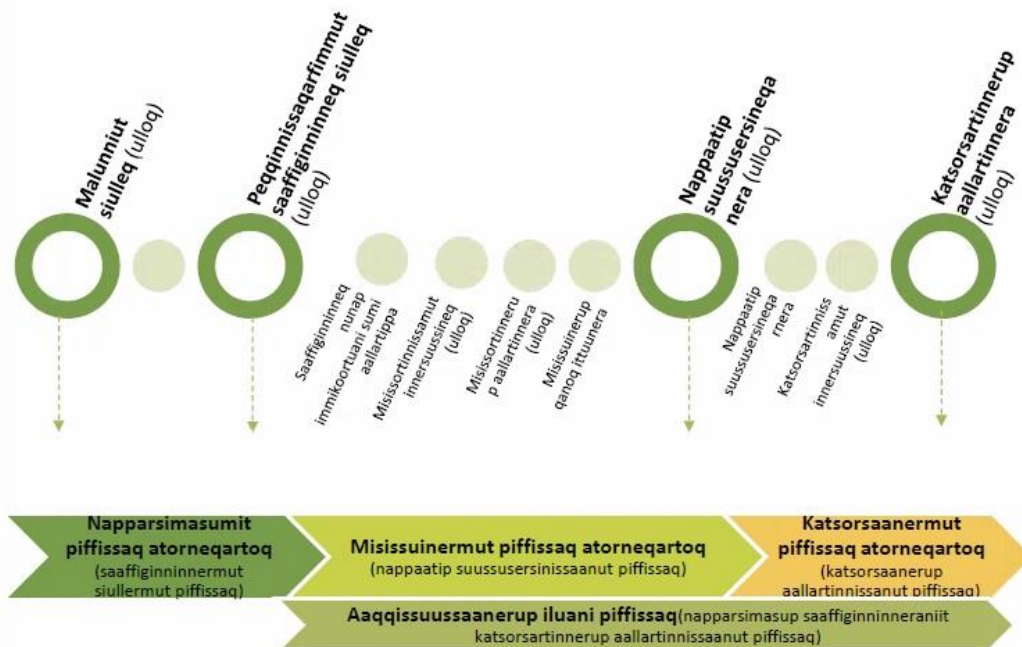 Malunniut
siulleq (ulloq)
Peqqinnissaqarfimmut
saaffiginninneq siulleq
(ulloq)
Saaffiginninneq
nunap
immikoortuani sumi
aallartippa
Misissortinnissamut
innersuussineq
(ulloq)
Misissortinneru
p aallartinnera
(ulloq)
Misissuinerup
qanoq ittuunera
Nappaatip
suussusersineqa
nera (ulloq)
Nappaatip
suussusersineqa
rnera
Katsorsartinniss
amut
innersuussineq
(ulloq)
Katsorsartinnerup
aallartinnera
(ulloq)
Napparsimasumit
piffissaq atorneqartoq
(saaffiginninnermut
siullermut piffissaq)
Misissuinermut piffissaq atorneqartoq
(nappaatip suussusersinissaanut piffissaq)
Katsorsaanermut
piffissaq atorneqartoq
(katsorsaanerup
aallartinnissanut piffissaq)
Aaqqissuussaanerup iluani piffissaq(napparsimasup saaffiginninneraniit
katsorsartinnerup aallartinnissaanut piffissaq)